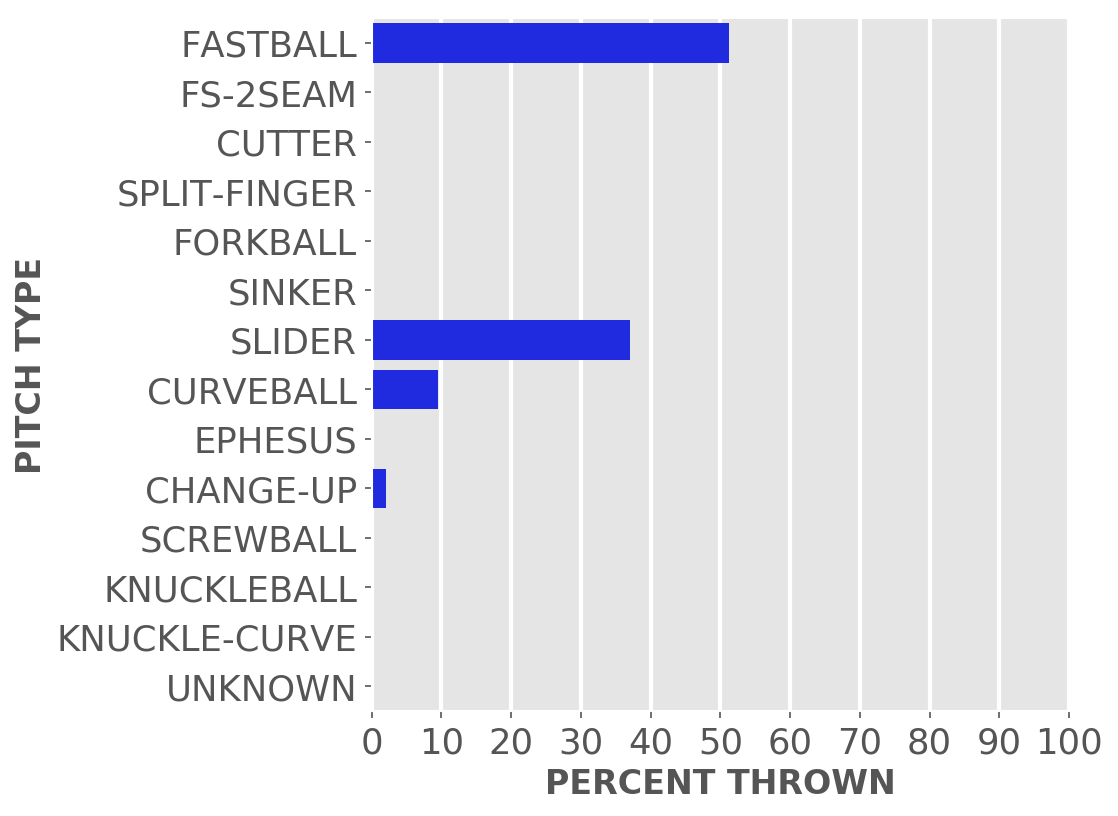 FASTBALL
FS-2SEAM
CUTTER
SPLIT-FINGER
FORKBALL
SINKER
SLIDER
CURVEBALL
EPHESUS
CHANGE-UP
SCREWBALL
KNUCKLEBALL
KNUCKLE-CURVE
UNKNOWN
PITCH TYPE
0 10 20 30 40 50 60 70 80 90 100
PERCENT THROWN